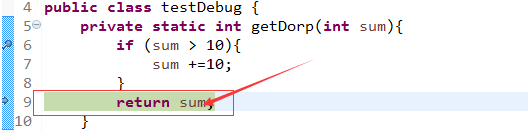 4 public class testDebug {
5 private static int getDorp(int sum){
6 if (sum > 10){
7 sum +=10;
8 }
9 return sum;
10 }